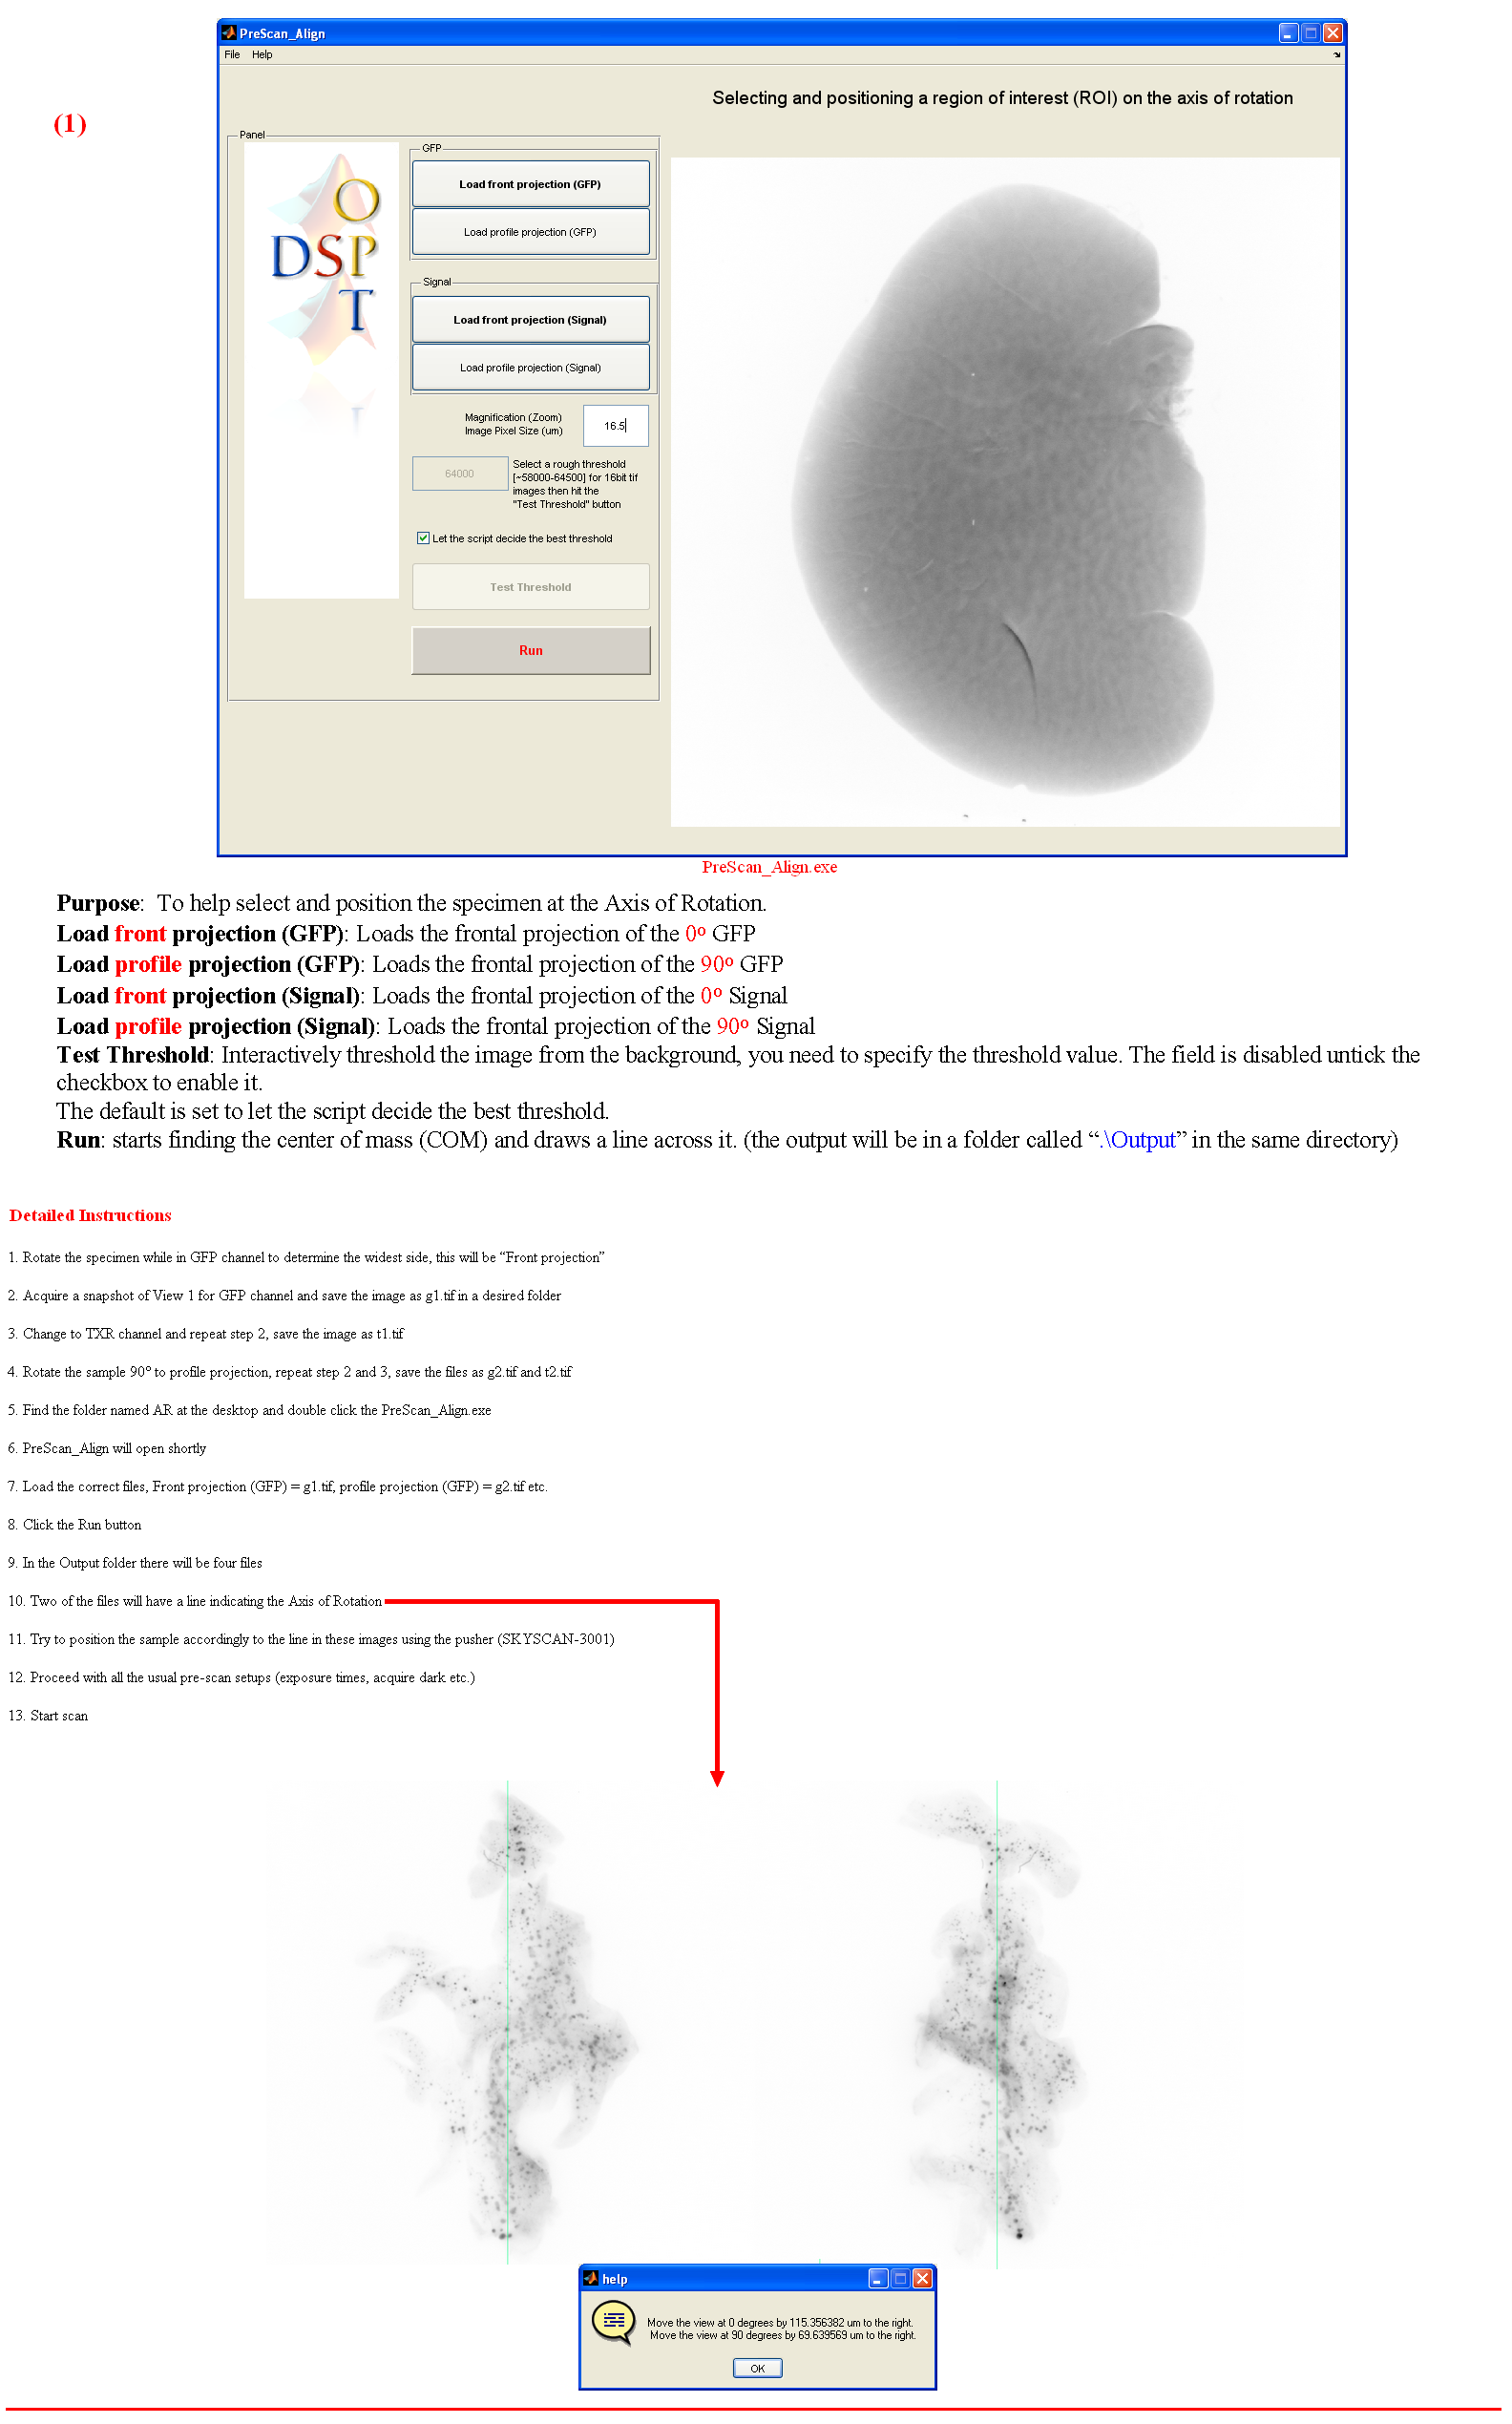 PreScan_Align
File Help
Selecting and positioning a region of interest (ROI) on the axis of rotation
(1)
Panel
O
DSP
T
GFP
Load front projection (GFP)
Load profile projection (GFP)
Signal
Load front projection (Signal)
Load profile projection (Signal)
Magnification (Zoom)
Image Pixel Size (um)
16.5
64000
Select a rough threshold
[~58000-64500] for 16bit tif
images then hit the
"Test Threshold" button
Let the script decide the best threshold
Test Threshold
Run
PreScan_Align.exe
Purpose: To help select and position the specimen at the Axis of Rotation.
Load front projection (GFP): Loads the frontal projection of the 0º GFP
Load profile projection (GFP): Loads the frontal projection of the 90º GFP
Load front projection (Signal): Loads the frontal projection of the 0º Signal
Load profile projection (Signal): Loads the frontal projection of the 90º Signal
Test Threshold: Interactively threshold the image from the background, you need to specify the threshold value. The field is disabled untick the
checkbox to enable it.
The default is set to let the script decide the best threshold.
Run: starts finding the center of mass (COM) and draws a line across it. (the output will be in a folder called “.\Output” in the same directory)
Detailed Instructions
1. Rotate the specimen while in GFP channel to determine the widest side, this will be “Front projection”
2. Acquire a snapshot of View 1 for GFP channel and save the image as g1.tif in a desired folder
3. Change to TXR channel and repeat step 2, save the image as t1.tif
4. Rotate the sample 90° to profile projection, repeat step 2 and 3, save the files as g2.tif and t2.tif
5. Find the folder named AR at the desktop and double click the PreScan_Align.exe
6. PreScan_Align will open shortly
7. Load the correct files, Front projection (GFP) = g1.tif, profile projection (GFP) = g2.tif etc.
8. Click the Run button
9. In the Output folder there will be four files
10. Two of the files will have a line indicating the Axis of Rotation
11. Try to position the sample accordingly to the line in these images using the pusher (SKYSCAN-3001)
12. Proceed with all the usual pre-scan setups (exposure times, acquire dark etc.)
13. Start scan
help
Move the view at 0 degrees by 115.356382 um to the right.
Move the view at 90 degrees by 69.639569 um to the right.
OK